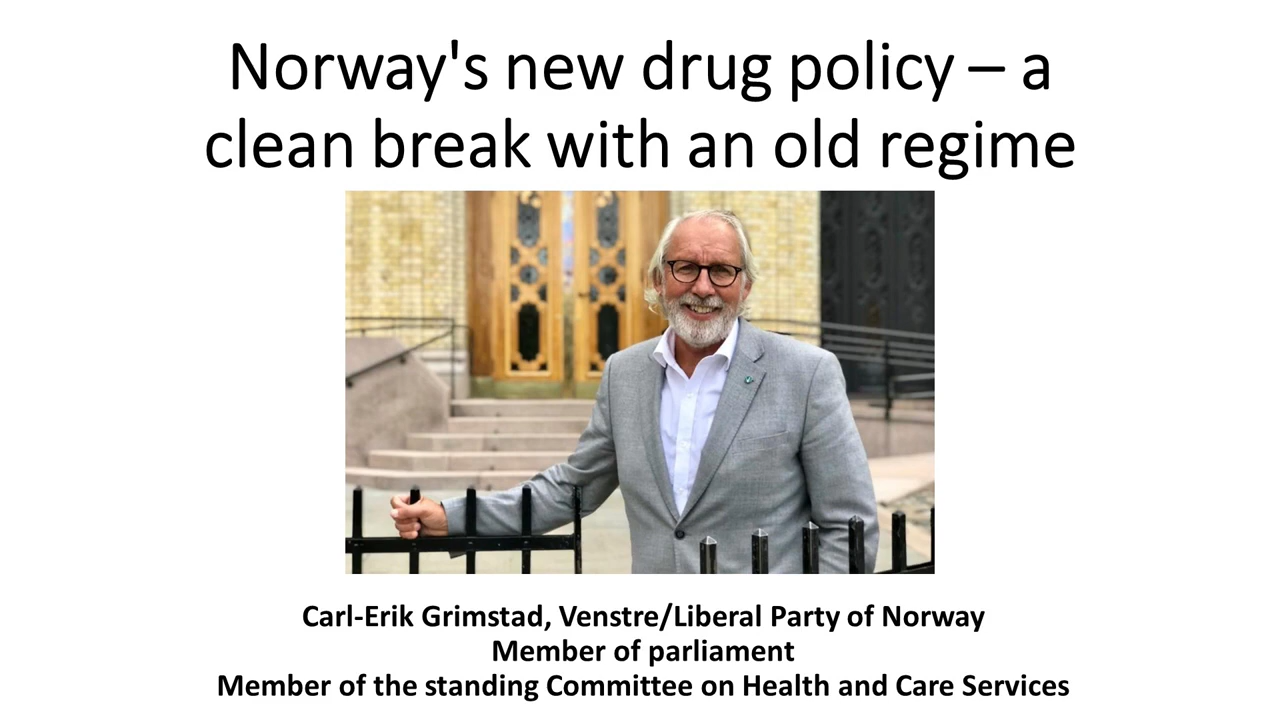 Norway's new drug policy – a
clean break with an old regime
Carl-Erik Grimstad, Venstre/Liberal Party of Norway
Member of parliament
Member of the standing Committee on Health and Care Services